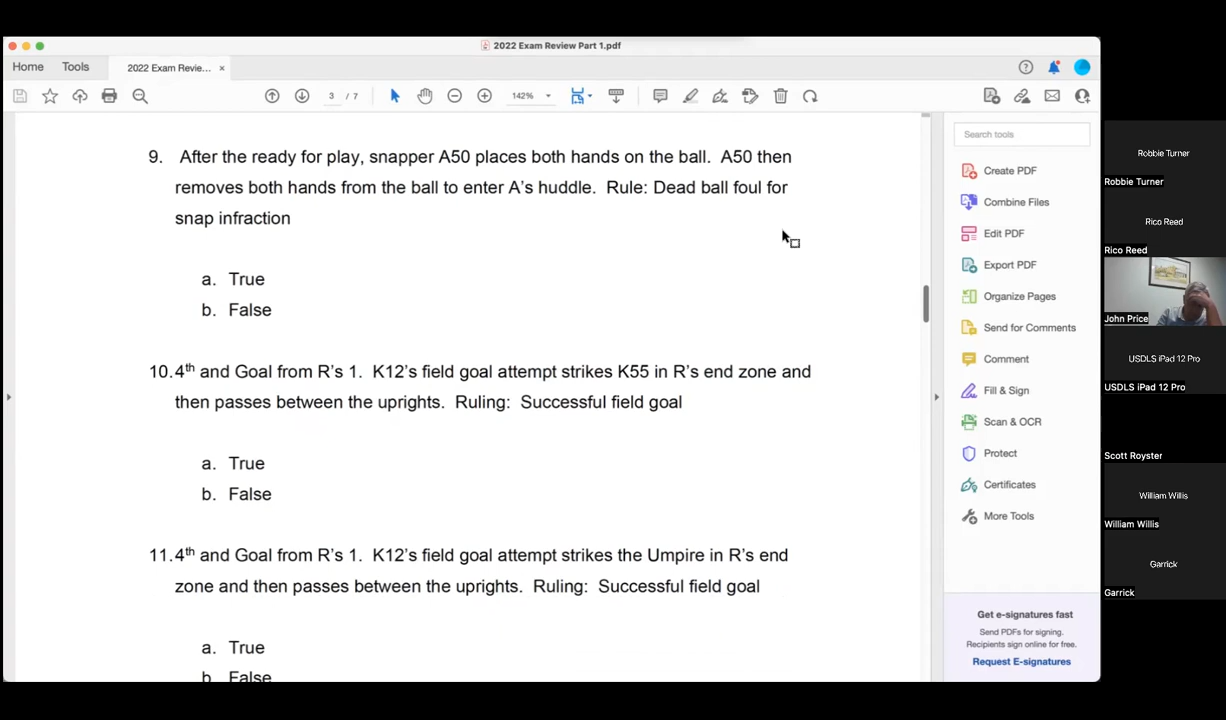 2022 Exam Review Part 1.pdf
Home Tools 2022 Exam Revie... ×
3 / 7 142%
9. After the ready for play, snapper A50 places both hands on the ball. A50 then
removes both hands from the ball to enter A's huddle. Rule: Dead ball foul for
snap infraction
a. True
b. False
10. 4th and Goal from R's 1. K12's field goal attempt strikes K55 in R's end zone and
then passes between the uprights. Ruling: Successful field goal
a. True
b. False
11. 4th and Goal from R's 1. K12's field goal attempt strikes the Umpire in R's end
zone and then passes between the uprights. Ruling: Successful field goal
a. True
b. False
Search tools
Create PDF
Combine Files
Edit PDF
Export PDF
Organize Pages
Send for Comments
Comment
Fill & Sign
Scan & OCR
Protect
Certificates
More Tools
Get e-signatures fast
Send PDFs for signing.
Recipients sign online for free.
Request E-signatures
Robbie Turner
Robbie Turner
Rico Reed
Rico Reed
John Price
USDLS iPad 12 Pro
USDLS iPad 12 Pro
Scott Royster
William Willis
William Willis
Garrick
Garrick